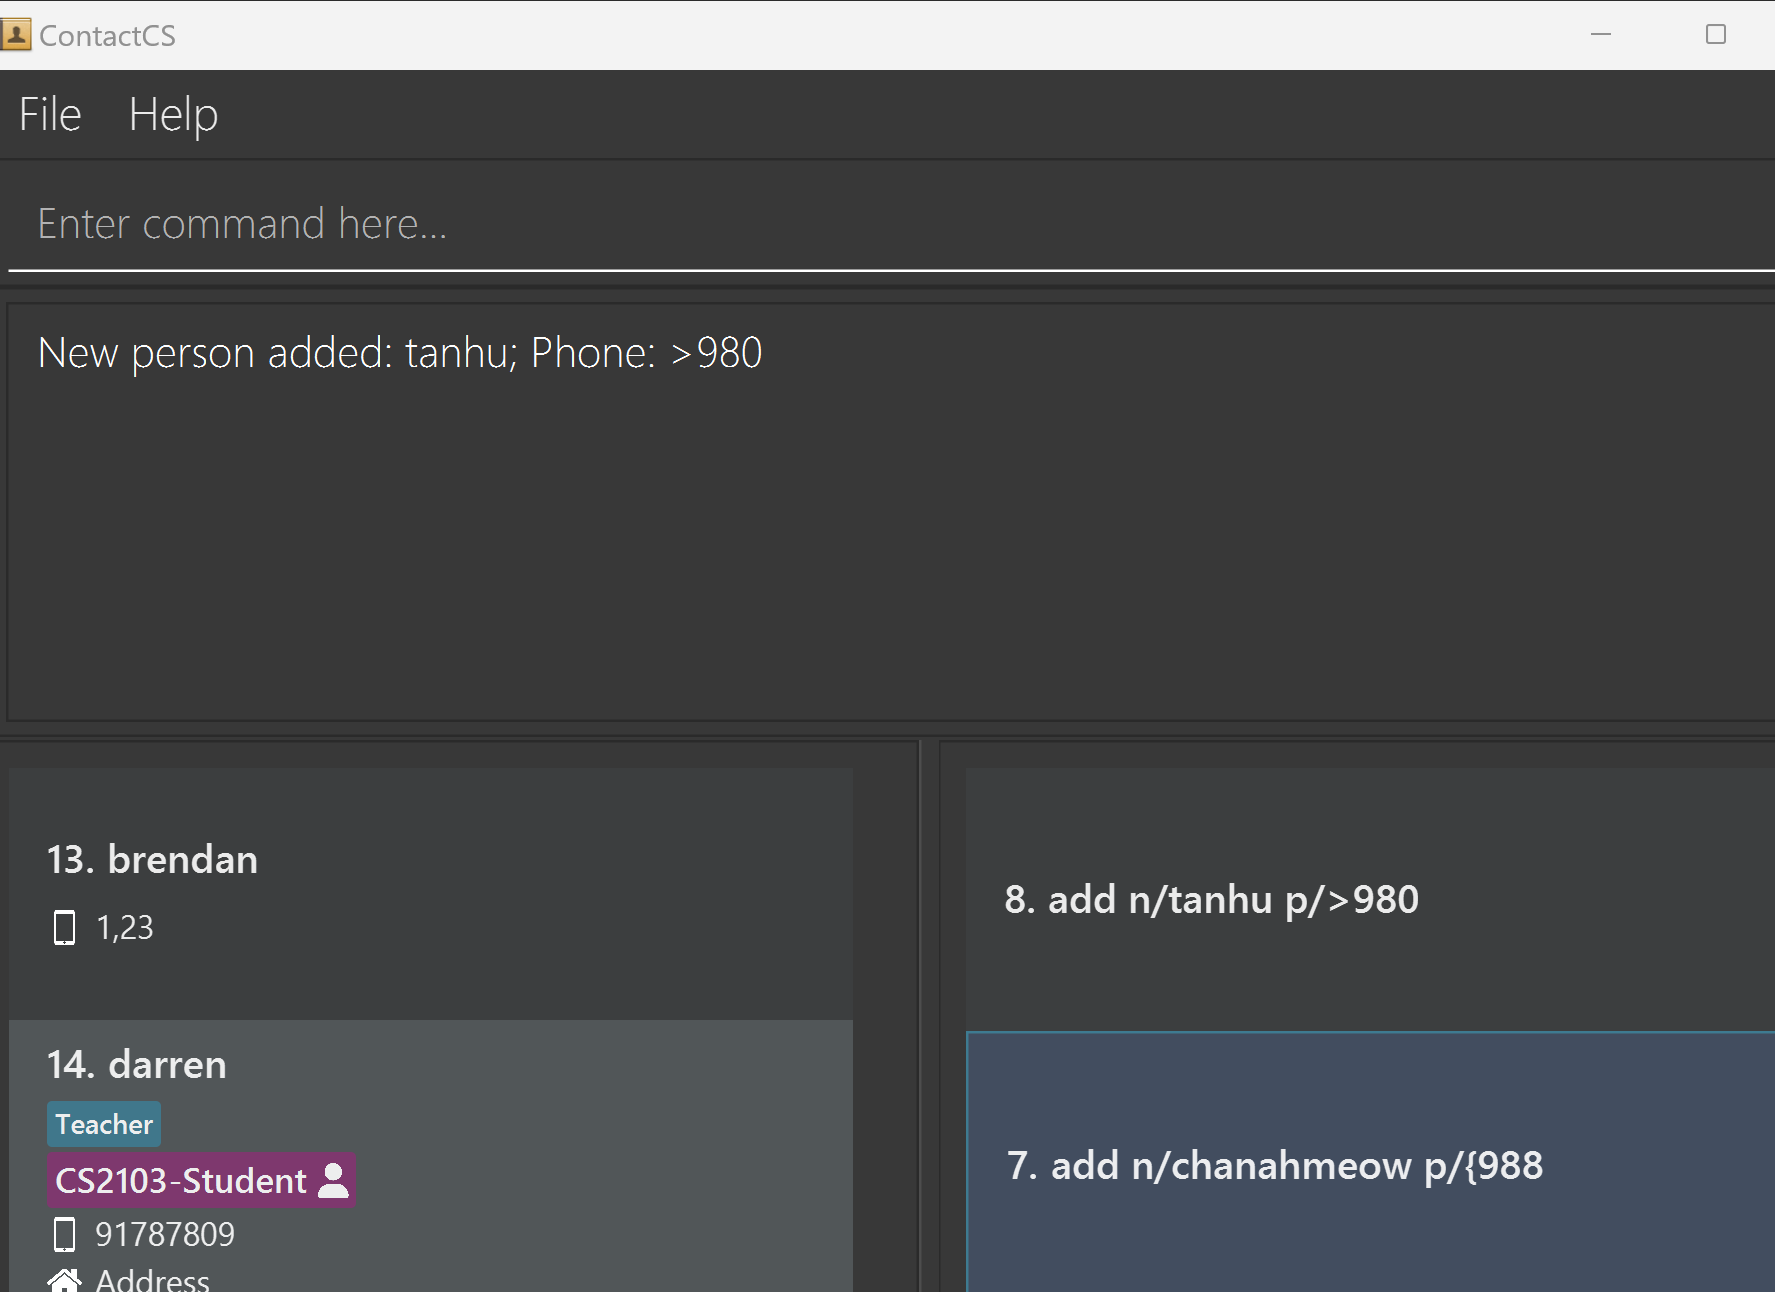 ContactCS
File Help
Enter command here...
New person added: tanhu; Phone: >980
13. brendan
1,23
14. darren
Teacher
CS2103-Student
91787809
Address
8. add n/tanhu p/>980
7. add n/chanahmeow p/{988